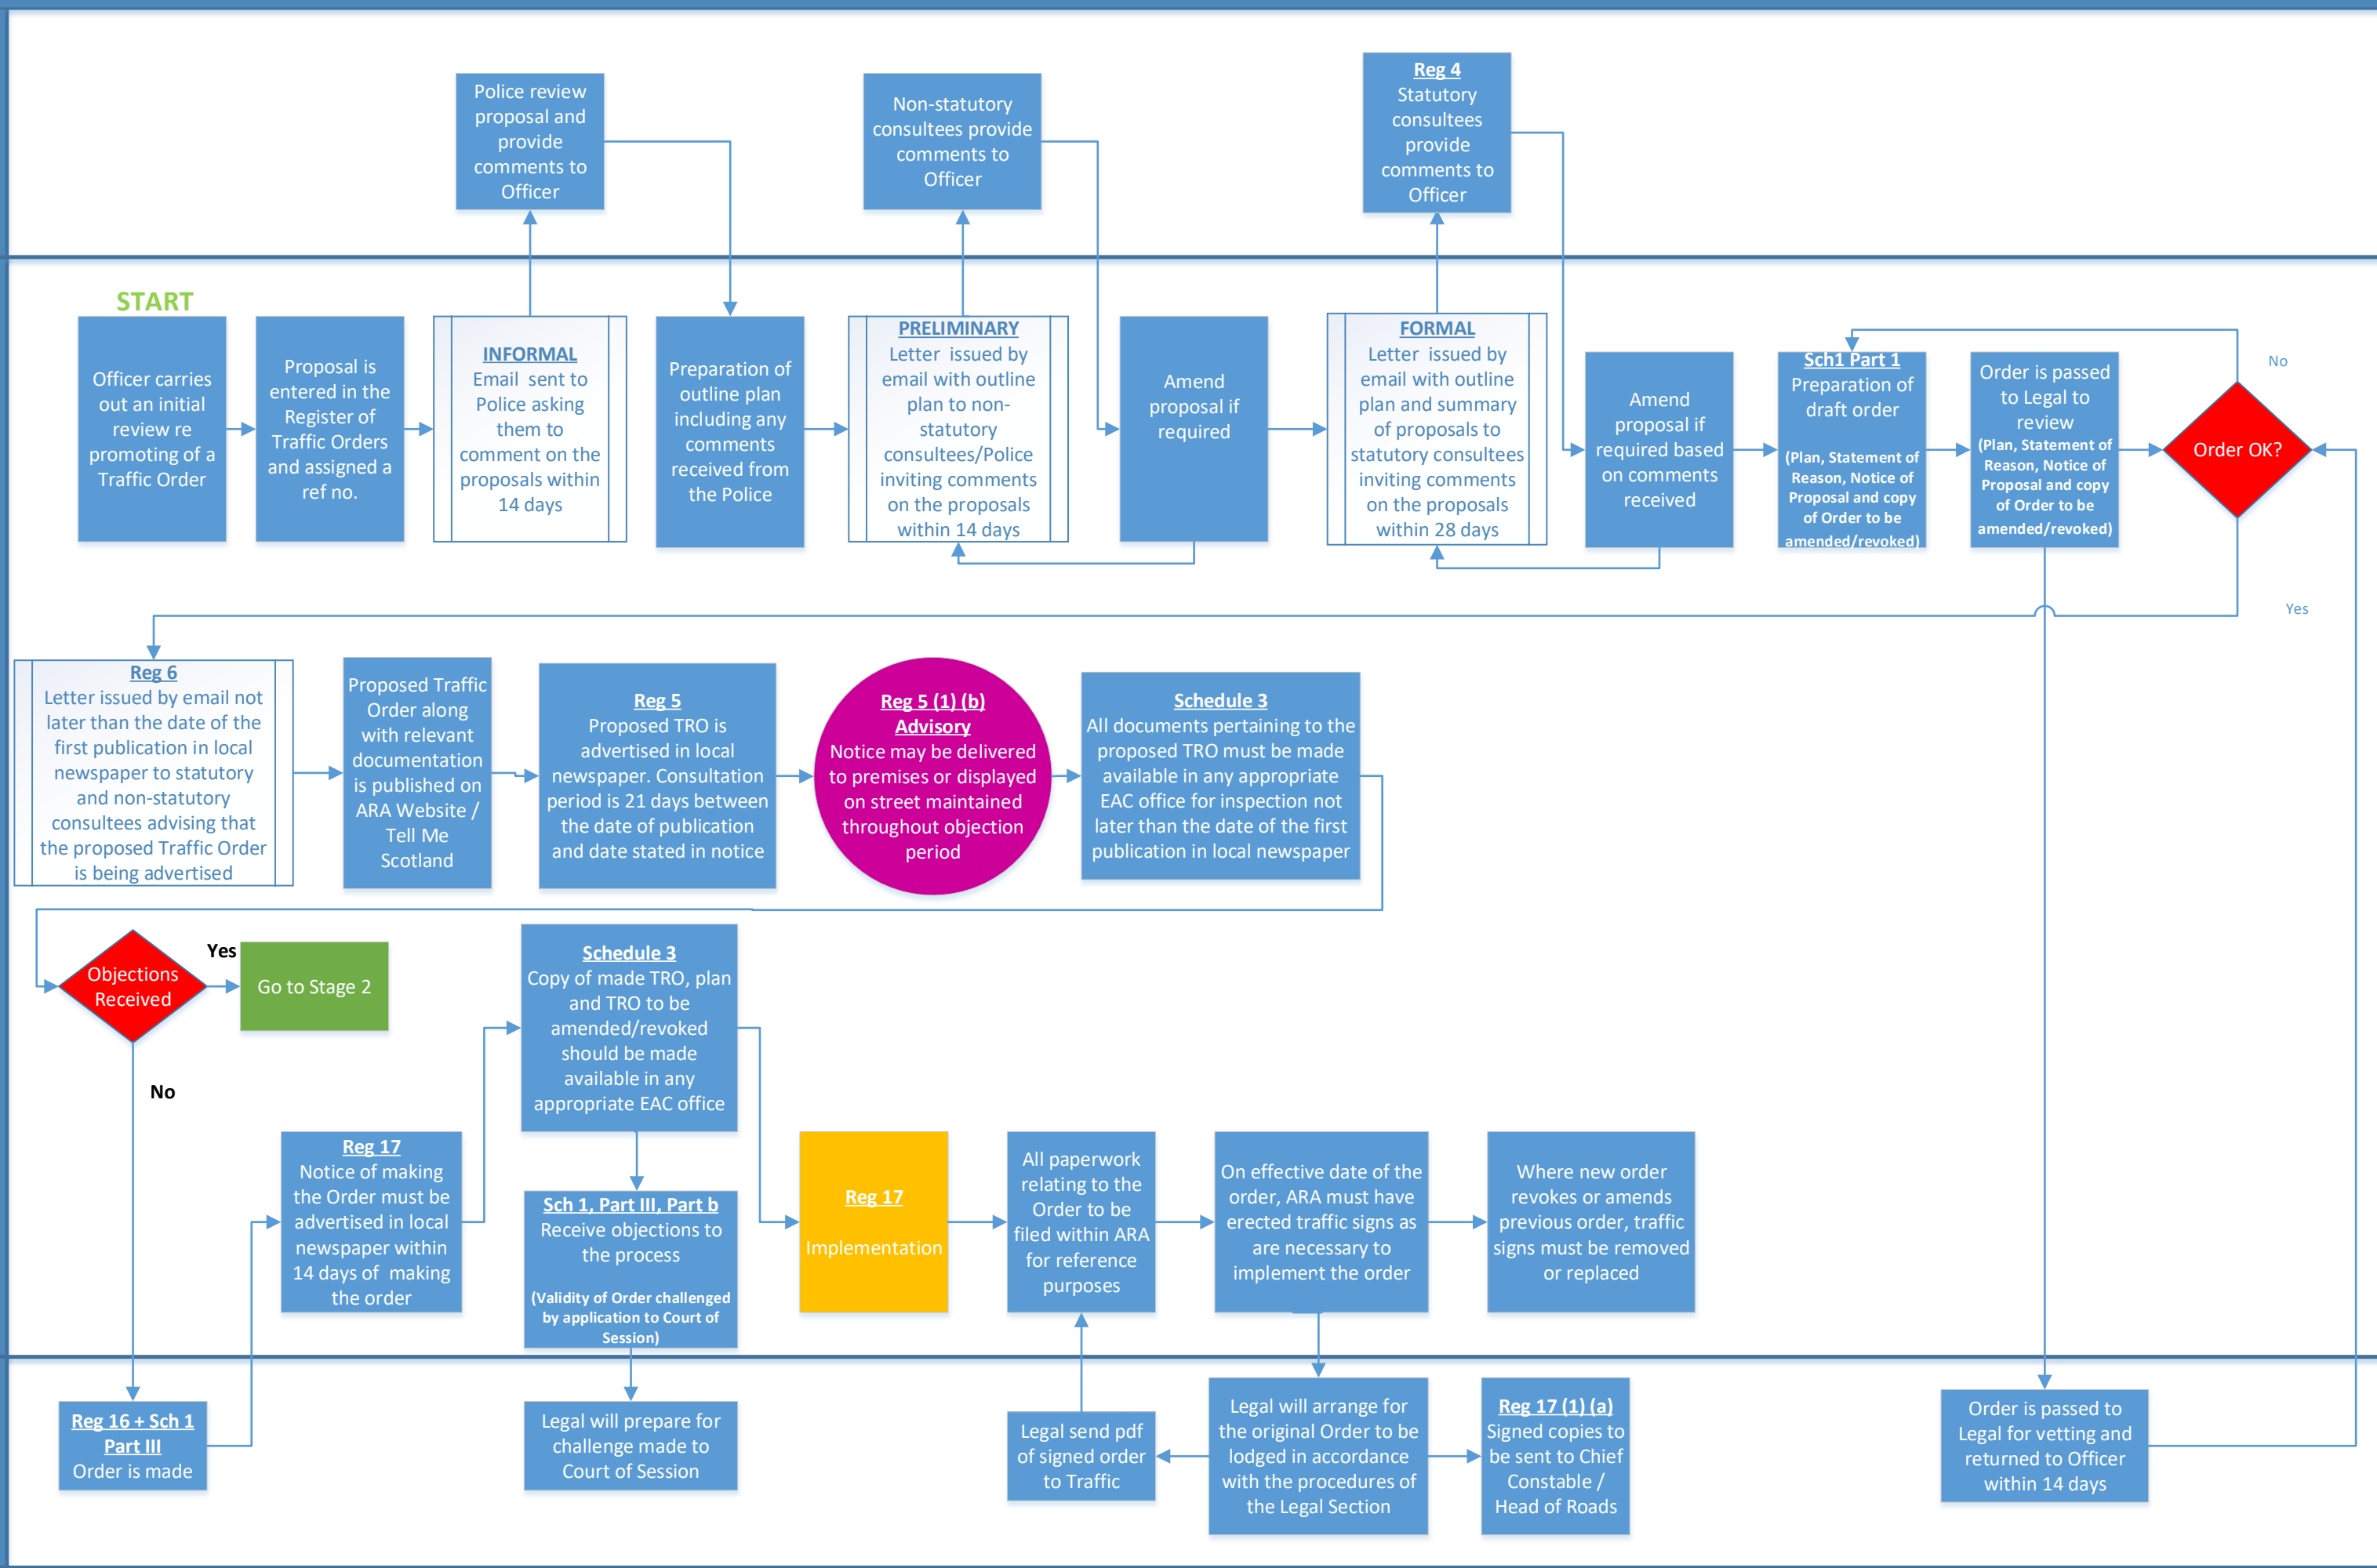 Police review
proposal and
provide
comments to
Officer
Non-statutory
consultees provide
comments to
Officer
Reg 4
Statutory
consultees
provide
comments to
Officer
START
Officer carries
out an initial
review re
promoting of a
Traffic Order
Proposal is
entered in the
Register of
Traffic Orders
and assigned a
ref no.
INFORMAL
Email sent to
Police asking
them to
comment on the
proposals within
14 days
Preparation of
outline plan
including any
comments
received from
the Police
PRELIMINARY
Letter issued by
email with outline
plan to non-
statutory
consultees/Police
inviting comments
on the proposals
within 14 days
Amend
proposal if
required
FORMAL
Letter issued by
email with outline
plan and summary
of proposals to
statutory consultees
inviting comments
on the proposals
within 28 days
Amend
proposal if
required based
on comments
received
Sch1 Part 1
Preparation of
draft order
(Plan, Statement of
Reason, Notice of
Proposal and copy
of Order to be
amended/revoked)
Order is passed
to Legal to
review
(Plan, Statement of
Reason, Notice of
Proposal and copy
of Order to be
amended/revoked)
Order OK?
No
Yes
Reg 6
Letter issued by email not
later than the date of the
first publication in local
newspaper to statutory
and non-statutory
consultees advising that
the proposed Traffic Order
is being advertised
Proposed Traffic
Order along
with relevant
documentation
is published on
ARA Website /
Tell Me
Scotland
Reg 5
Proposed TRO is
advertised in local
newspaper. Consultation
period is 21 days between
the date of publication
and date stated in notice
Reg 5 (1) (b)
Advisory
Notice may be delivered
to premises or displayed
on street maintained
throughout objection
period
Schedule 3
All documents pertaining to the
proposed TRO must be made
available in any appropriate
EAC office for inspection not
later than the date of the first
publication in local newspaper
Objections
Received
Yes
Go to Stage 2
No
Schedule 3
Copy of made TRO, plan
and TRO to be
amended/revoked
should be made
available in any
appropriate EAC office
Reg 17
Notice of making
the Order must be
advertised in local
newspaper within
14 days of making
the order
Sch 1, Part III, Part b
Receive objections to
the process
(Validity of Order challenged
by application to Court of
Session)
Reg 17
Implementation
All paperwork
relating to the
Order to be
filed within ARA
for reference
purposes
On effective date of the
order, ARA must have
erected traffic signs as
are necessary to
implement the order
Where new order
revokes or amends
previous order, traffic
signs must be removed
or replaced
Reg 16 + Sch 1
Part III
Order is made
Legal will prepare for
challenge made to
Court of Session
Legal send pdf
of signed order
to Traffic
Legal will arrange for
the original Order to be
lodged in accordance
with the procedures of
the Legal Section
Reg 17 (1) (a)
Signed copies to
be sent to Chief
Constable /
Head of Roads
Order is passed to
Legal for vetting and
returned to Officer
within 14 days